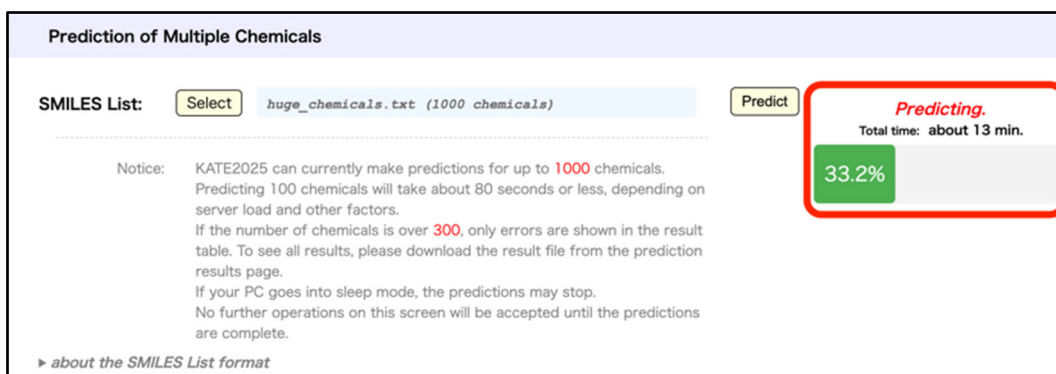 Prediction of Multiple Chemicals
SMILES List: Select huge_chemicals.txt (1000 chemicals) Predict
Predicting.
Total time: about 13 min.
33.2%
Notice: KATE2025 can currently make predictions for up to 1000 chemicals.
Predicting 100 chemicals will take about 80 seconds or less, depending on
server load and other factors.
If the number of chemicals is over 300, only errors are shown in the result
table. To see all results, please download the result file from the prediction
results page.
If your PC goes into sleep mode, the predictions may stop.
No further operations on this screen will be accepted until the predictions
are complete.
▶ about the SMILES List format